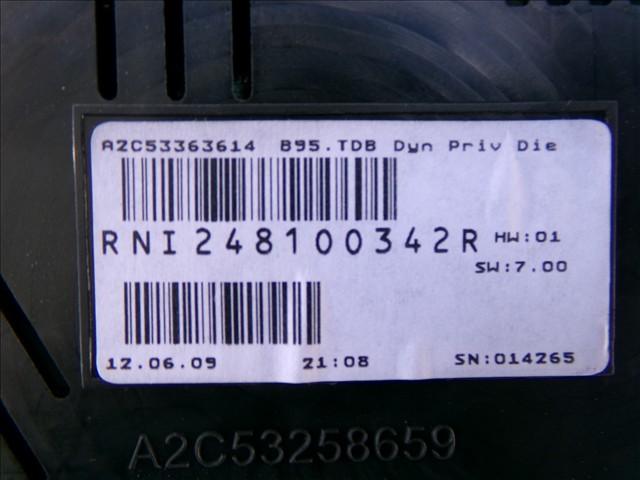 A2C53363614 B95.TDB Dyn Priv Die
RNI248100342R HW:01
SW:7.00
12.06.09 21:08 SN:014265
A2C53258659